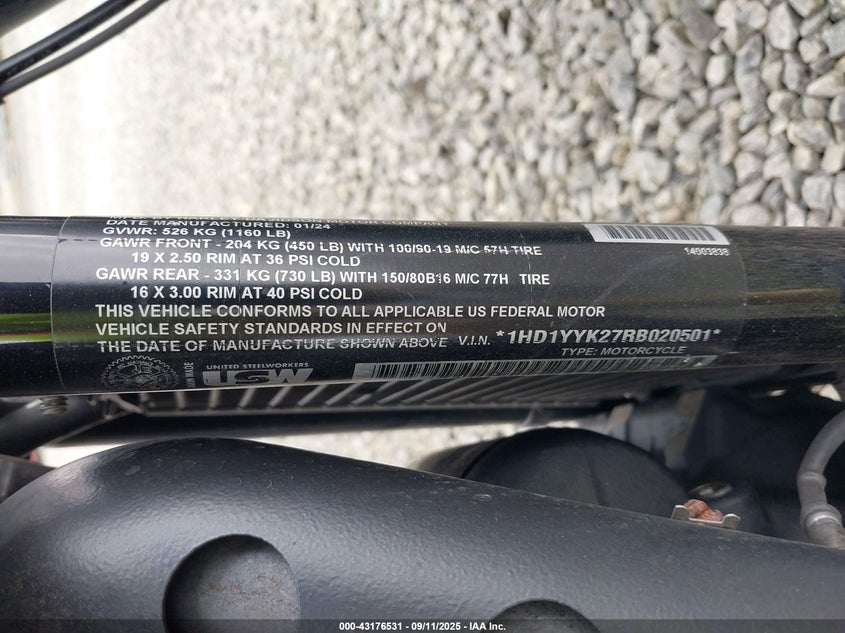 DATE MANUFACTURED: 01/24
GVWR: 526 KG (1160 LB)
GAWR FRONT - 204 KG (450 LB) WITH 100/90-19 M/C 57H TIRE
19 X 2.50 RIM AT 36 PSI COLD
14003838
GAWR REAR - 331 KG (730 LB) WITH 150/80B16 M/C 77H TIRE
16 X 3.00 RIM AT 40 PSI COLD
THIS VEHICLE CONFORMS TO ALL APPLICABLE US FEDERAL MOTOR
VEHICLE SAFETY STANDARDS IN EFFECT ON
THE DATE OF MANUFACTURE SHOWN ABOVE V.I.N. *1HD1YYK27RB020501*
TYPE: MOTORCYCLE
UNION MADE
UNITED STEELWORKERS
USW
000-43176531 - 09/11/2025 - IAA Inc.